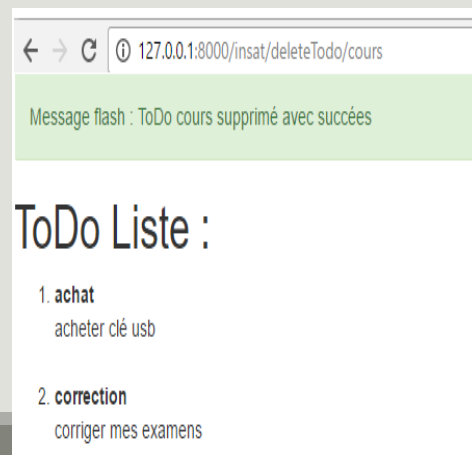 127.0.0.1:8000/insat/deleteTodo/cours
Message flash : ToDo cours supprimé avec succées
ToDo Liste :
1. achat
acheter clé usb
2. correction
corriger mes examens